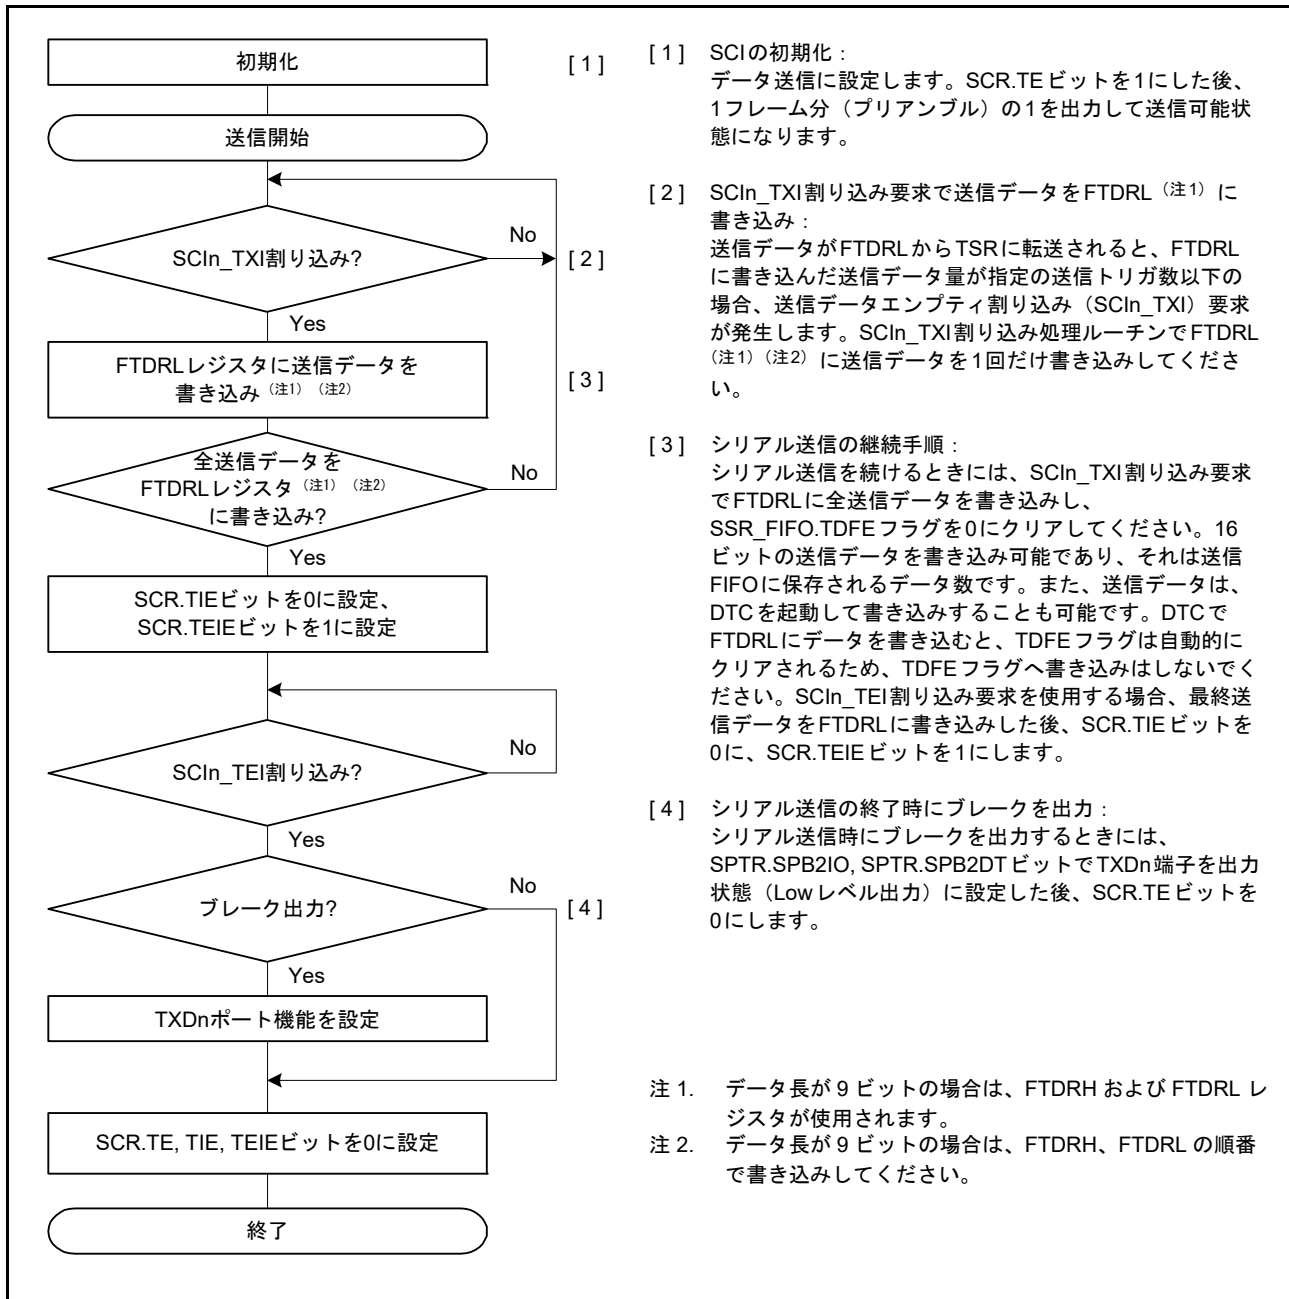 初期化
[ 1 ]
送信開始
SCIn_TXI割り込み?
No
[ 2 ]
Yes
FTDRLレジスタに送信データを
書き込み（注1）（注2）
[ 3 ]
全送信データを
FTDRLレジスタ（注1）（注2）
に書き込み?
No
Yes
SCR.TIEビットを0に設定、
SCR.TEIEビットを1に設定
SCIn_TEI割り込み?
No
Yes
ブレーク出力?
No
[ 4 ]
Yes
TXDnポート機能を設定
SCR.TE, TIE, TEIEビットを0に設定
終了
[ 1 ] SCIの初期化：
データ送信に設定します。SCR.TEビットを1にした後、
1フレーム分（プリアンブル）の1を出力して送信可能状
態になります。
[ 2 ] SCIn_TXI割り込み要求で送信データをFTDRL（注1）に
書き込み：
送信データがFTDRLからTSRに転送されると、FTDRL
に書き込んだ送信データ量が指定の送信トリガ数以下の
場合、送信データエンプティ割り込み（SCIn_TXI）要求
が発生します。SCIn_TXI割り込み処理ルーチンでFTDRL
（注1）（注2）に送信データを1回だけ書き込みしてくださ
い。
[ 3 ] シリアル送信の継続手順：
シリアル送信を続けるときには、SCIn_TXI割り込み要求
でFTDRLに全送信データを書き込みし、
SSR_FIFO.TDFEフラグを0にクリアしてください。16
ビットの送信データを書き込み可能であり、それは送信
FIFOに保存されるデータ数です。また、送信データは、
DTCを起動して書き込みすることも可能です。DTCで
FTDRLにデータを書き込むと、TDFEフラグは自動的に
クリアされるため、TDFEフラグへ書き込みはしないでく
ださい。SCIn_TEI割り込み要求を使用する場合、最終送
信データをFTDRLに書き込みした後、SCR.TIEビットを
0に、SCR.TEIEビットを1にします。
[ 4 ] シリアル送信の終了時にブレークを出力：
シリアル送信時にブレークを出力するときには、
SPTR.SPB2IO, SPTR.SPB2DTビットでTXDn端子を出力
状態（Lowレベル出力）に設定した後、SCR.TEビットを
0にします。
注 1. データ長が 9 ビットの場合は、FTDRH および FTDRL レ
ジスタが使用されます。
注 2. データ長が 9 ビットの場合は、FTDRH、FTDRL の順番
で書き込みしてください。